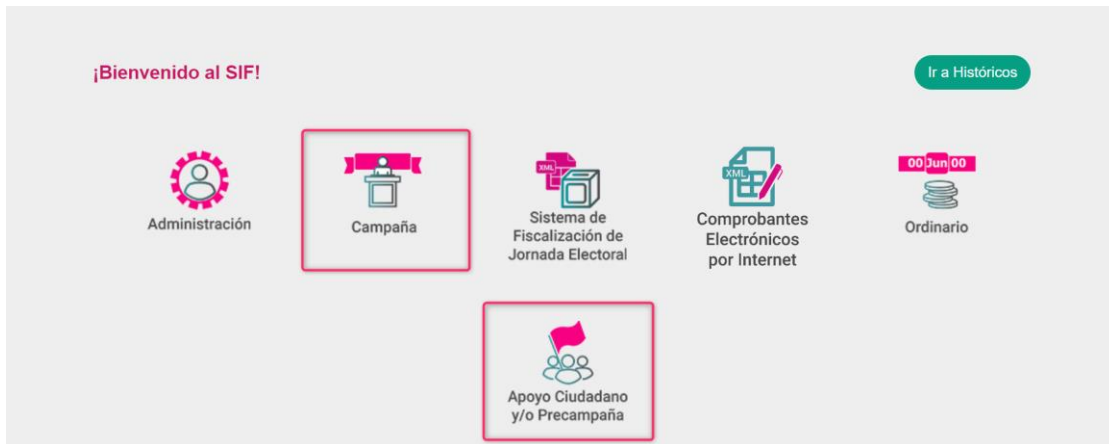 ¡Bienvenido al SIF!
Ir a Históricos
Administración
Campaña
XML
Sistema de
Fiscalización de
Jornada Electoral
XML
Comprobantes
Electrónicos
por Internet
00 Jun 00
Ordinario
Apoyo Ciudadano
y/o Precampaña